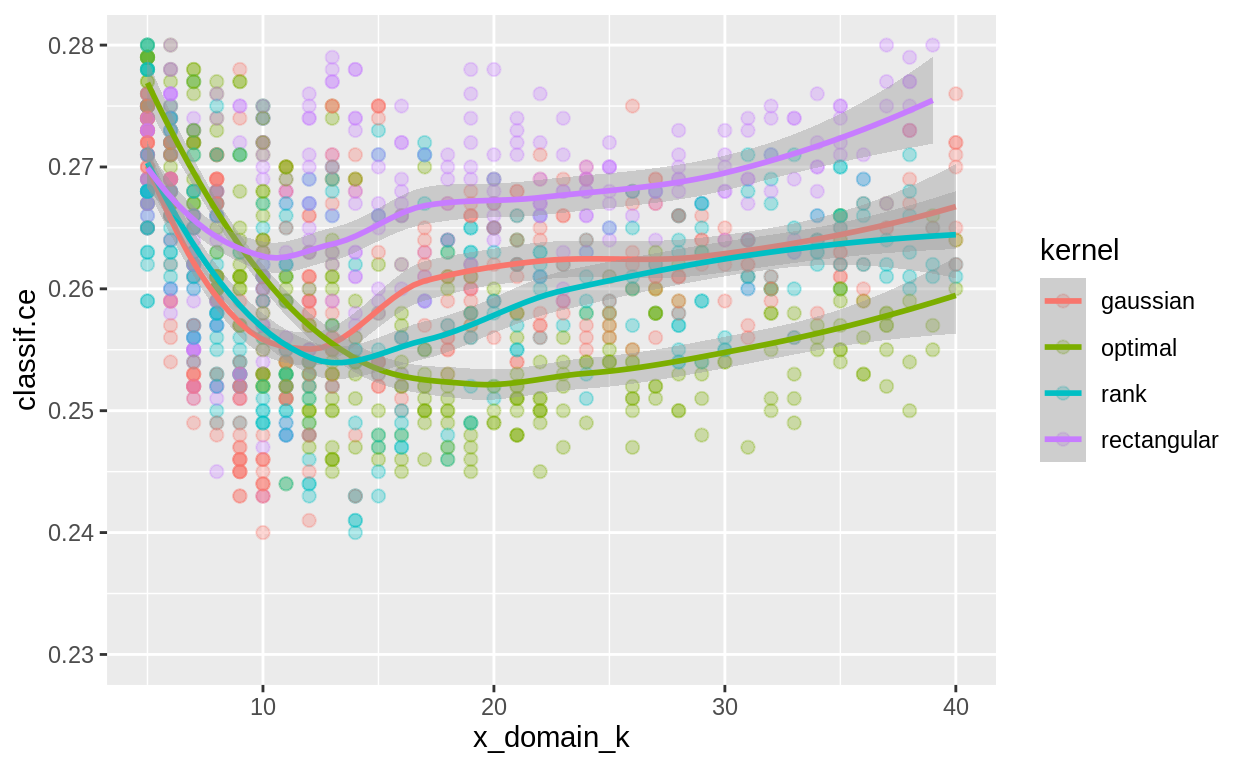 0.28
0.27
0.26
0.25
0.24
0.23
classif.ce
10 20 30 40
x_domain_k
kernel
gaussian
optimal
rank
rectangular